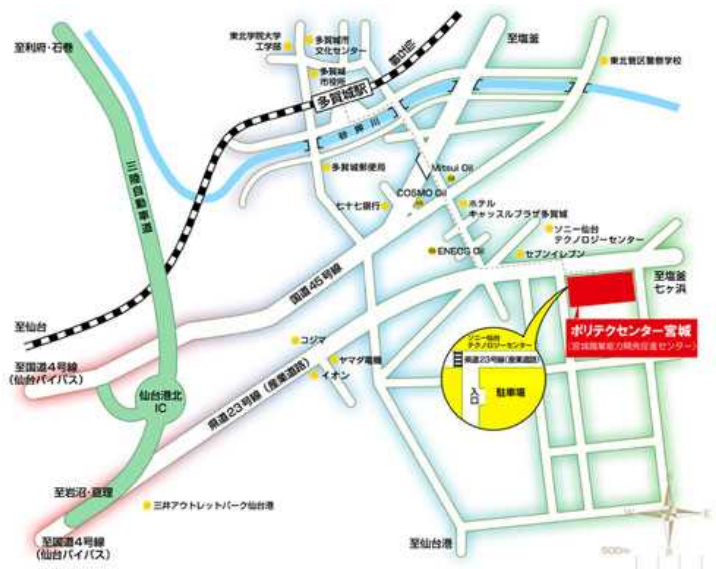 至利府・石巻
東北学院大学
工学部
多賀城市
文化センター
多賀城
市役所
仙石線
至塩釜
東北管区警察学校
多賀城駅
砂押川
三陸自動車道
多賀城郵便局
Mitsui Oil
COSMO Oil
七十七銀行
ホテル
キャッスルプラザ多賀城
ENEOS Oil
ソニー仙台
テクノロジーセンター
セブンイレブン
国道45号線
至塩釜
七ヶ浜
至仙台
ポリテクセンター宮城
(宮城職業能力開発促進センター)
コジマ
ヤマダ電機
イオン
ソニー仙台
テクノロジーセンター
県道23号線(産業道路)
入口
駐車場
至国道4号線
(仙台バイパス)
仙台港北
IC
県道23号線(産業道路)
至岩沼・亘理
三井アウトレットパーク仙台港
至国道4号線
(仙台バイパス)
至仙台港
N
W
E
S
500m